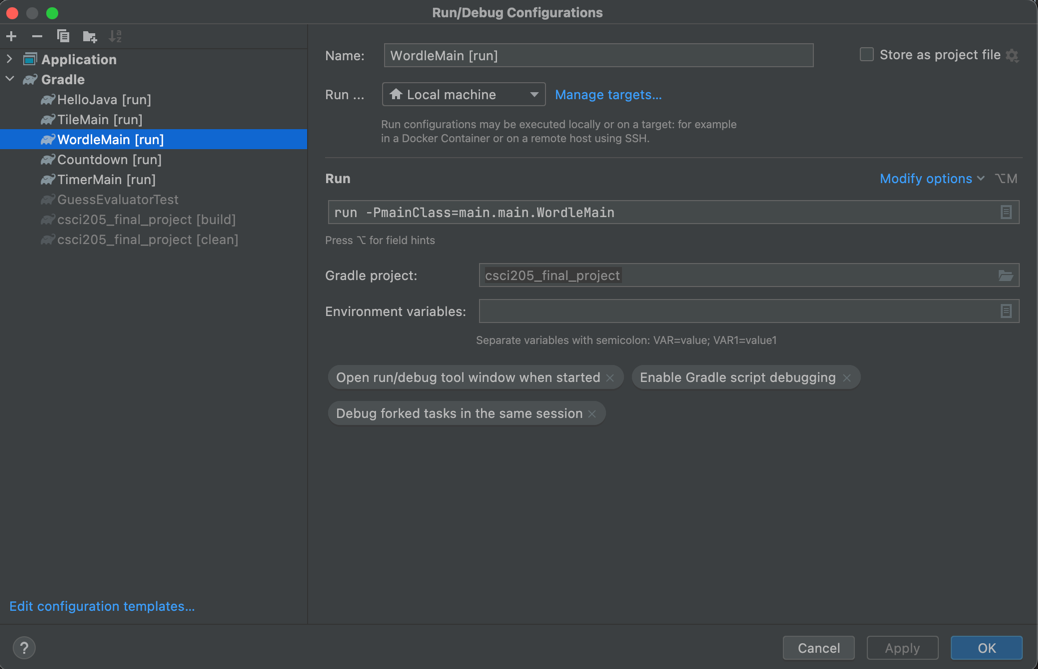 Run/Debug Configurations
Application
Gradle
HelloJava [run]
TileMain [run]
WordleMain [run]
Countdown [run]
TimerMain [run]
GuessEvaluatorTest
csci205_final_project [build]
csci205_final_project [clean]
Edit configuration templates...
Name: WordleMain [run] Store as project file
Run ... Local machine Manage targets...
Run configurations may be executed locally or on a target: for example
in a Docker Container or on a remote host using SSH.
Run Modify options ⌥M
run -PmainClass=main.main.WordleMain
Press ⌥ for field hints
Gradle project: csci205_final_project
Environment variables:
Separate variables with semicolon: VAR=value; VAR1=value1
Open run/debug tool window when started × Enable Gradle script debugging ×
Debug forked tasks in the same session ×
? Cancel Apply OK